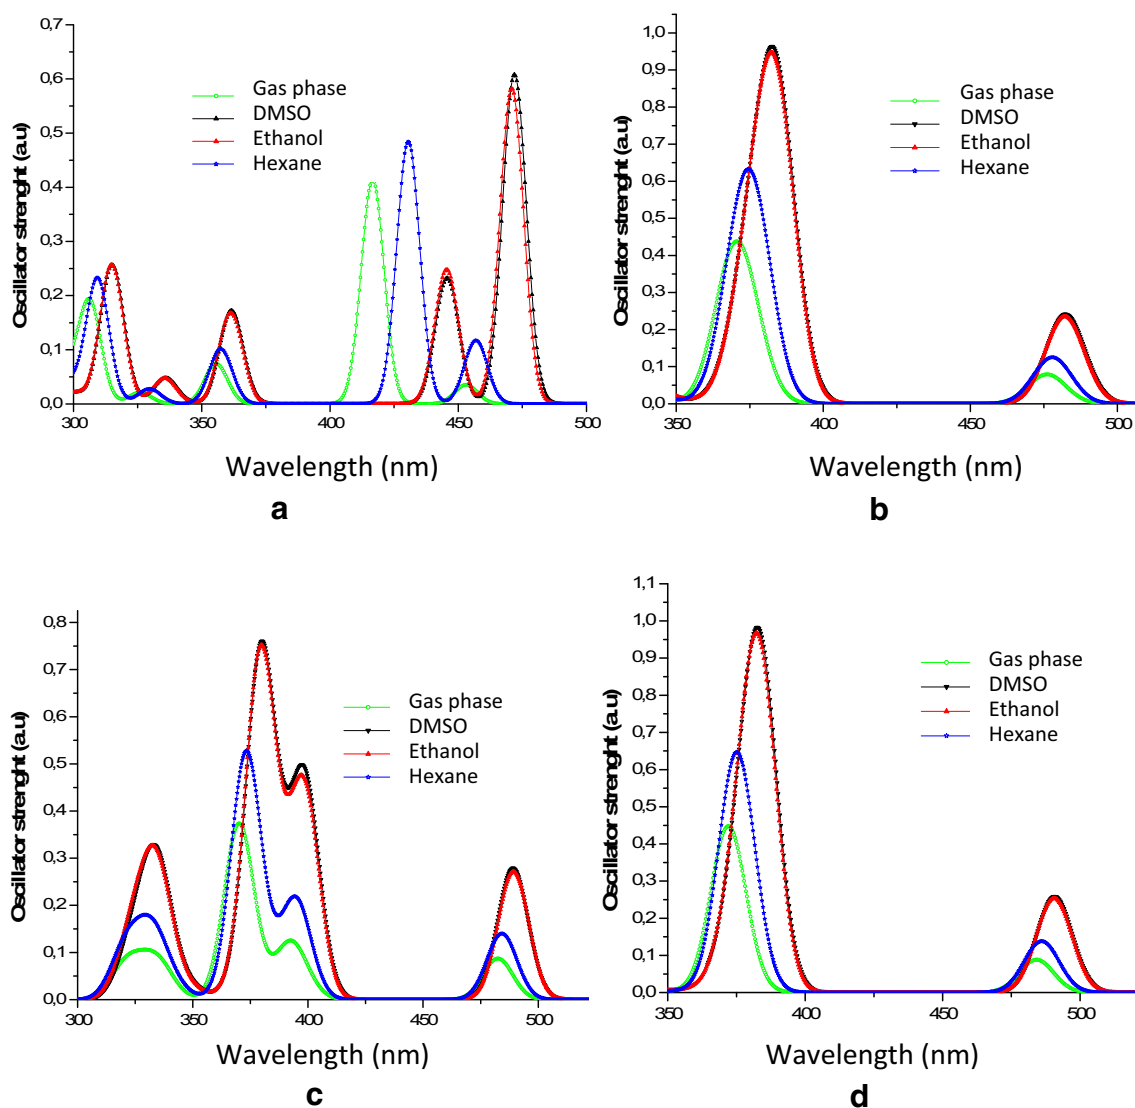 0,7
0,6
0,5
0,4
0,3
0,2
0,1
0,0
Oscillator strenght (a.u)
Gas phase
DMSO
Ethanol
Hexane
300 350 400 450 500
Wavelength (nm)
a
1,0
0,9
0,8
0,7
0,6
0,5
0,4
0,3
0,2
0,1
0,0
Oscillator strenght (a.u)
Gas phase
DMSO
Ethanol
Hexane
350 400 450 500
Wavelength (nm)
b
0,8
0,7
0,6
0,5
0,4
0,3
0,2
0,1
0,0
Oscillator strenght (a.u)
Gas phase
DMSO
Ethanol
Hexane
300 350 400 450 500
Wavelength (nm)
c
1,1
1,0
0,9
0,8
0,7
0,6
0,5
0,4
0,3
0,2
0,1
0,0
Oscillator strenght (a.u)
Gas phase
DMSO
Ethanol
Hexane
350 400 450 500
Wavelength (nm)
d